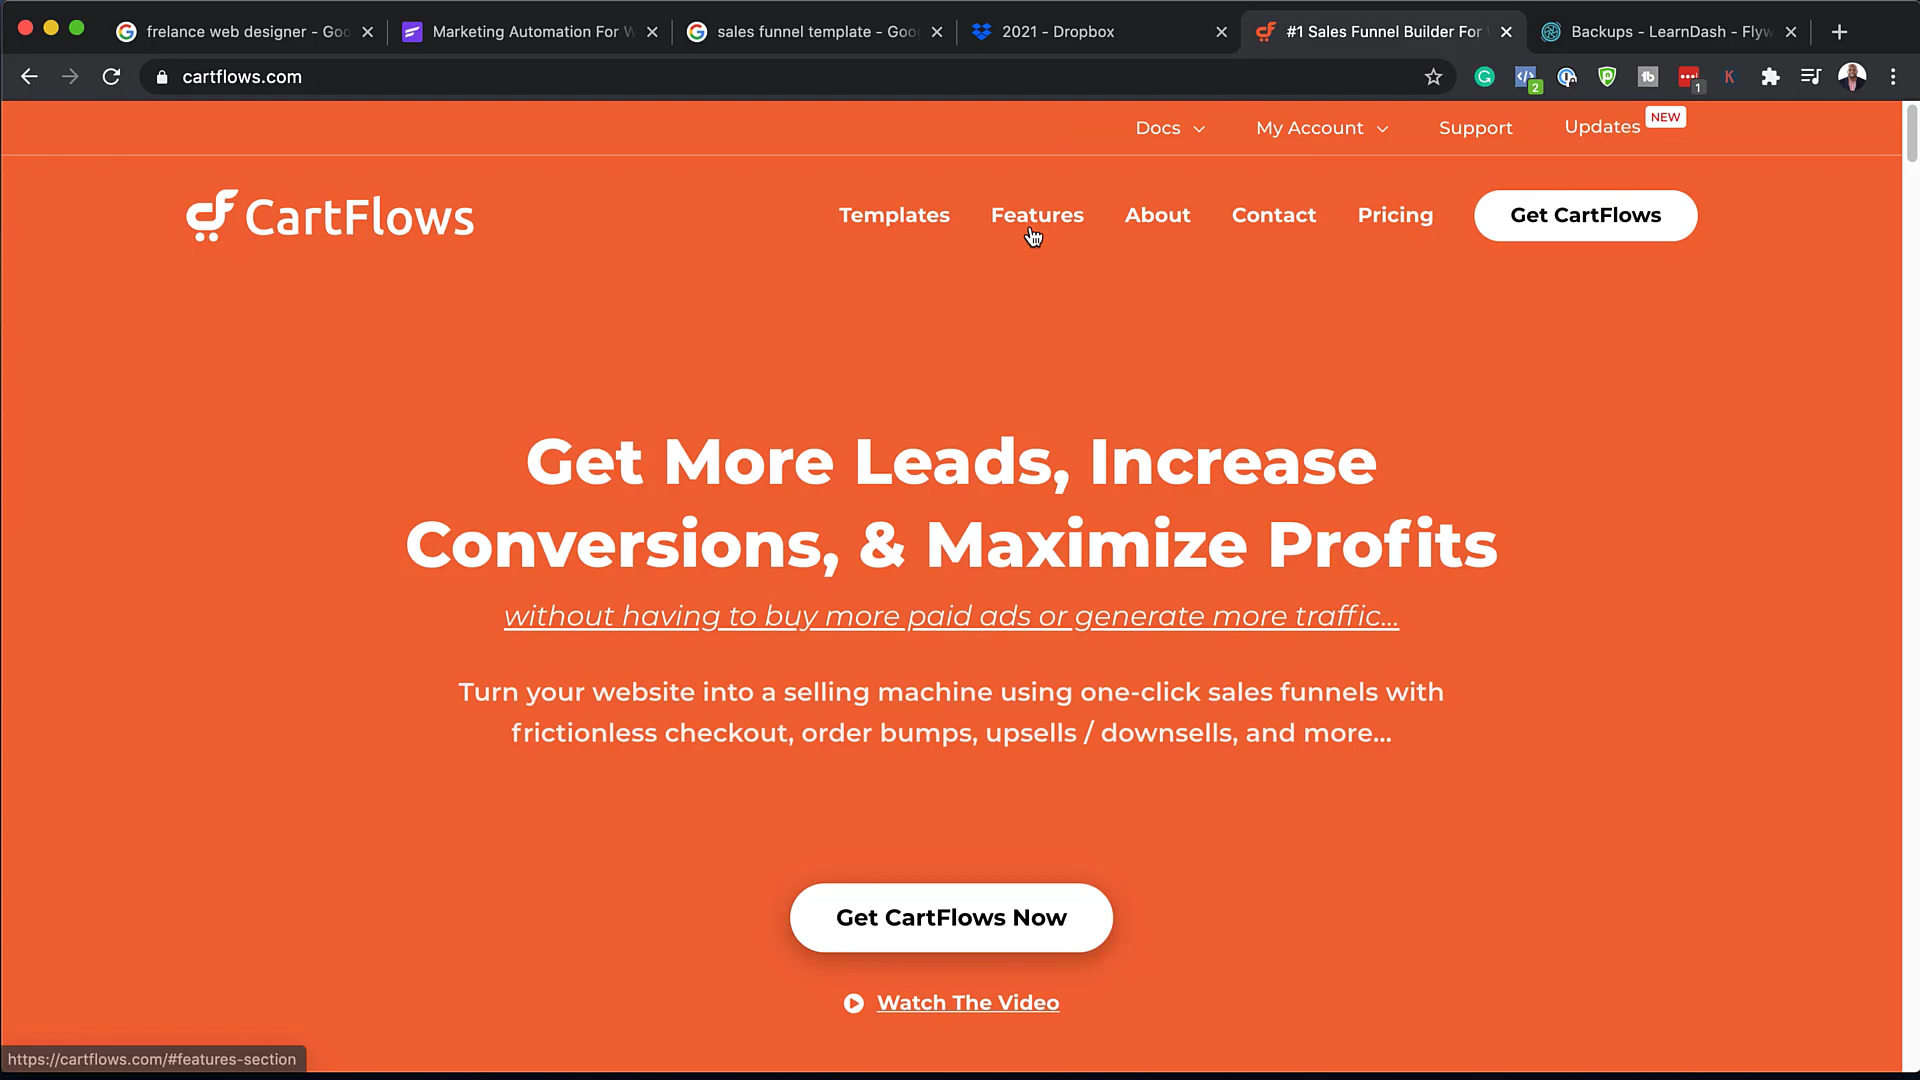 frelance web designer - Goo
Marketing Automation For W
sales funnel template - Goo
2021 - Dropbox
#1 Sales Funnel Builder For
Backups - LearnDash - Flyw
cartflows.com
2
1
Docs
My Account
Support
Updates
NEW
CartFlows
Templates
Features
About
Contact
Pricing
Get CartFlows
Get More Leads, Increase
Conversions, & Maximize Profits
without having to buy more paid ads or generate more traffic...
Turn your website into a selling machine using one-click sales funnels with
frictionless checkout, order bumps, upsells / downsells, and more...
Get CartFlows Now
Watch The Video
https://cartflows.com/#features-section